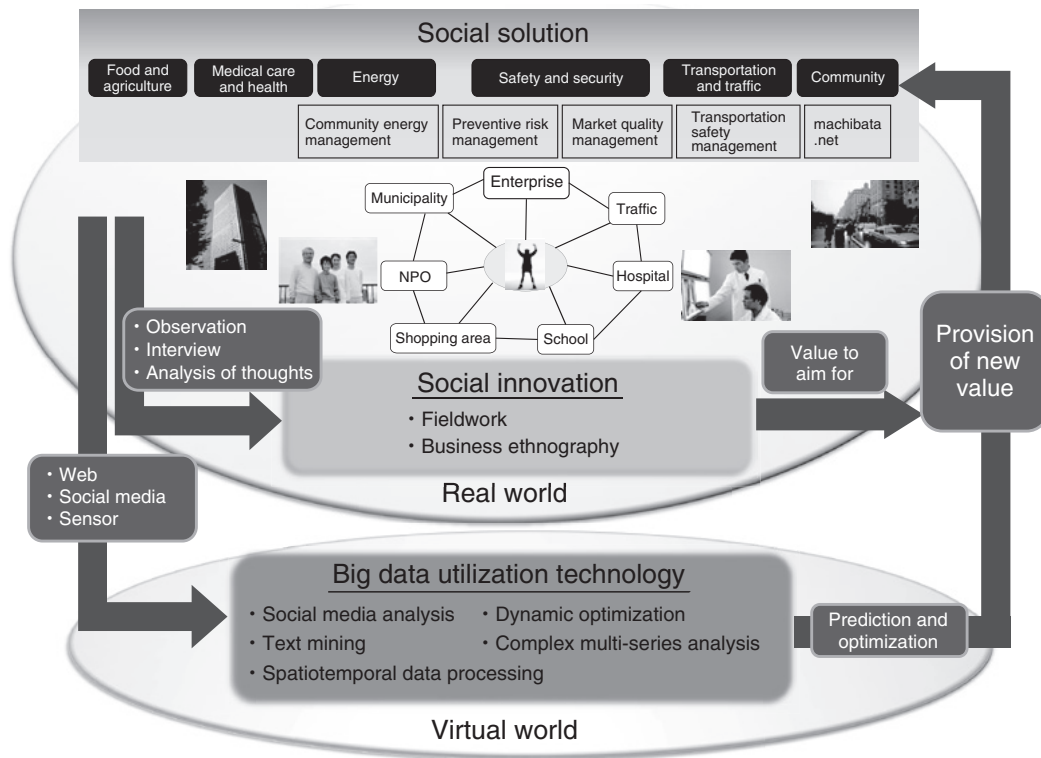 Social solution
Food and
agriculture
Medical care
and health
Energy
Safety and security
Transportation
and traffic
Community
Community energy
management
Preventive risk
management
Market quality
management
Transportation
safety
management
machibata
.net
Enterprise
Municipality
Traffic
NPO
Hospital
Shopping area
School
・Observation
・Interview
・Analysis of thoughts
Social innovation
・Fieldwork
・Business ethnography
Value to
aim for
Provision
of new
value
Real world
・Web
・Social media
・Sensor
Big data utilization technology
・Social media analysis
・Dynamic optimization
・Text mining
・Complex multi-series analysis
・Spatiotemporal data processing
Prediction and
optimization
Virtual world